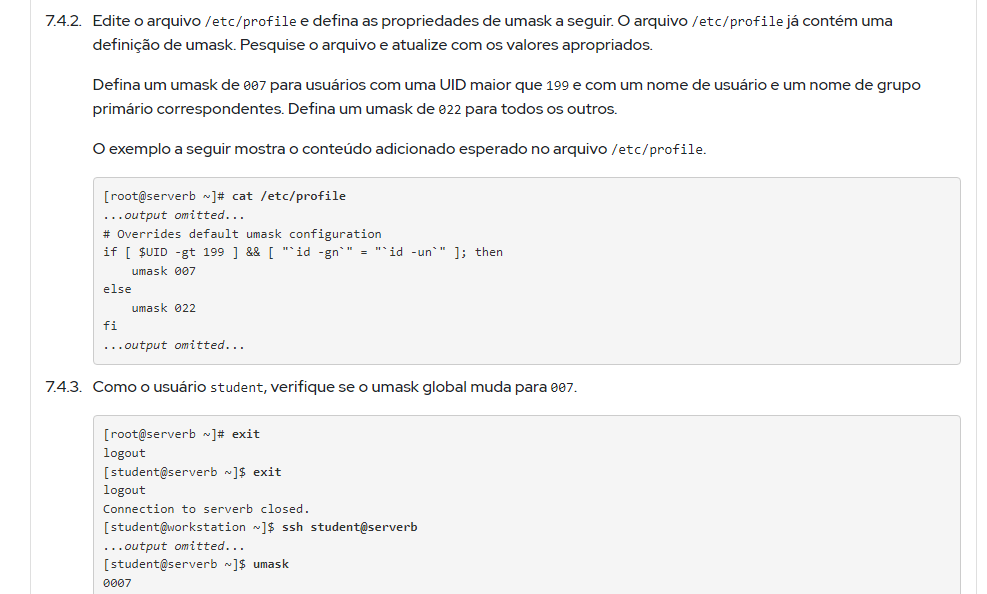 7.4.2. Edite o arquivo /etc/profile e defina as propriedades de umask a seguir. O arquivo /etc/profile já contém uma
definição de umask. Pesquise o arquivo e atualize com os valores apropriados.
Defina um umask de 007 para usuários com uma UID maior que 199 e com um nome de usuário e um nome de grupo
primário correspondentes. Defina um umask de 022 para todos os outros.
O exemplo a seguir mostra o conteúdo adicionado esperado no arquivo /etc/profile.
[root@serverb ~]# cat /etc/profile
...output omitted...
# Overrides default umask configuration
if [ $UID -gt 199 ] && [ "`id -gn`" = "`id -un`" ]; then
    umask 007
else
    umask 022
fi
...output omitted...
7.4.3. Como o usuário student, verifique se o umask global muda para 007.
[root@serverb ~]# exit
logout
[student@serverb ~]$ exit
logout
Connection to serverb closed.
[student@workstation ~]$ ssh student@serverb
...output omitted...
[student@serverb ~]$ umask
0007